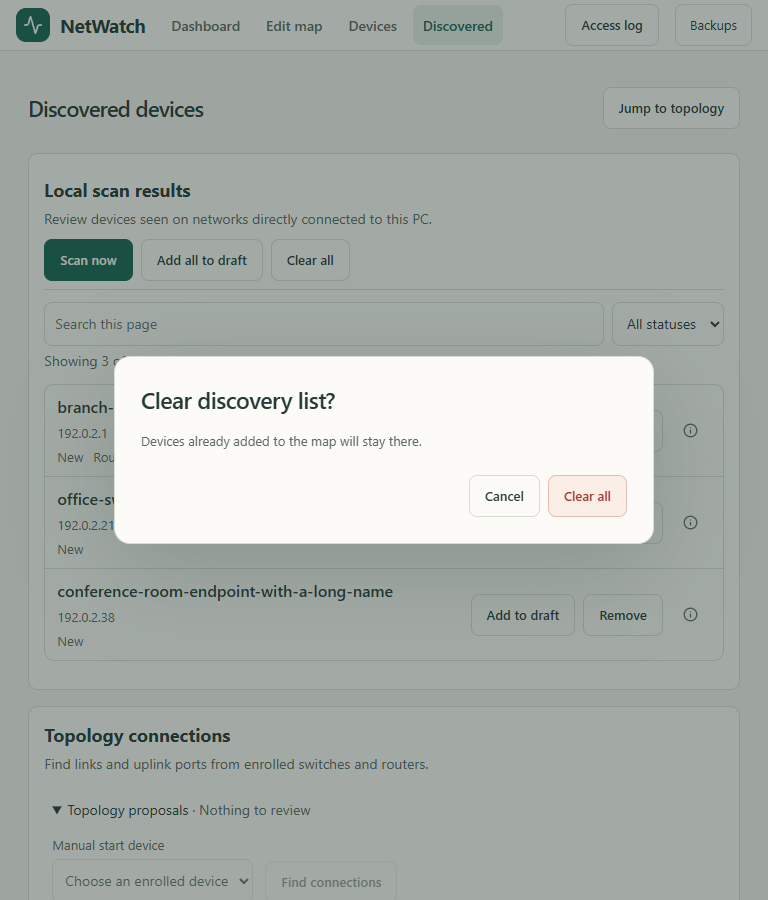 NetWatch Dashboard Edit map Devices Discovered Access log Backups
Discovered devices Jump to topology
Local scan results
Review devices seen on networks directly connected to this PC.
Scan now Add all to draft Clear all
Search this page All statuses
Showing 3
branch-
192.0.2.1
New
Clear discovery list?
Devices already added to the map will stay there.
Cancel Clear all
192.0.2.21
New
conference-room-endpoint-with-a-long-name
192.0.2.38
New
Add to draft Remove
Topology connections
Find links and uplink ports from enrolled switches and routers.
▼ Topology proposals · Nothing to review
Manual start device
Choose an enrolled device Find connections